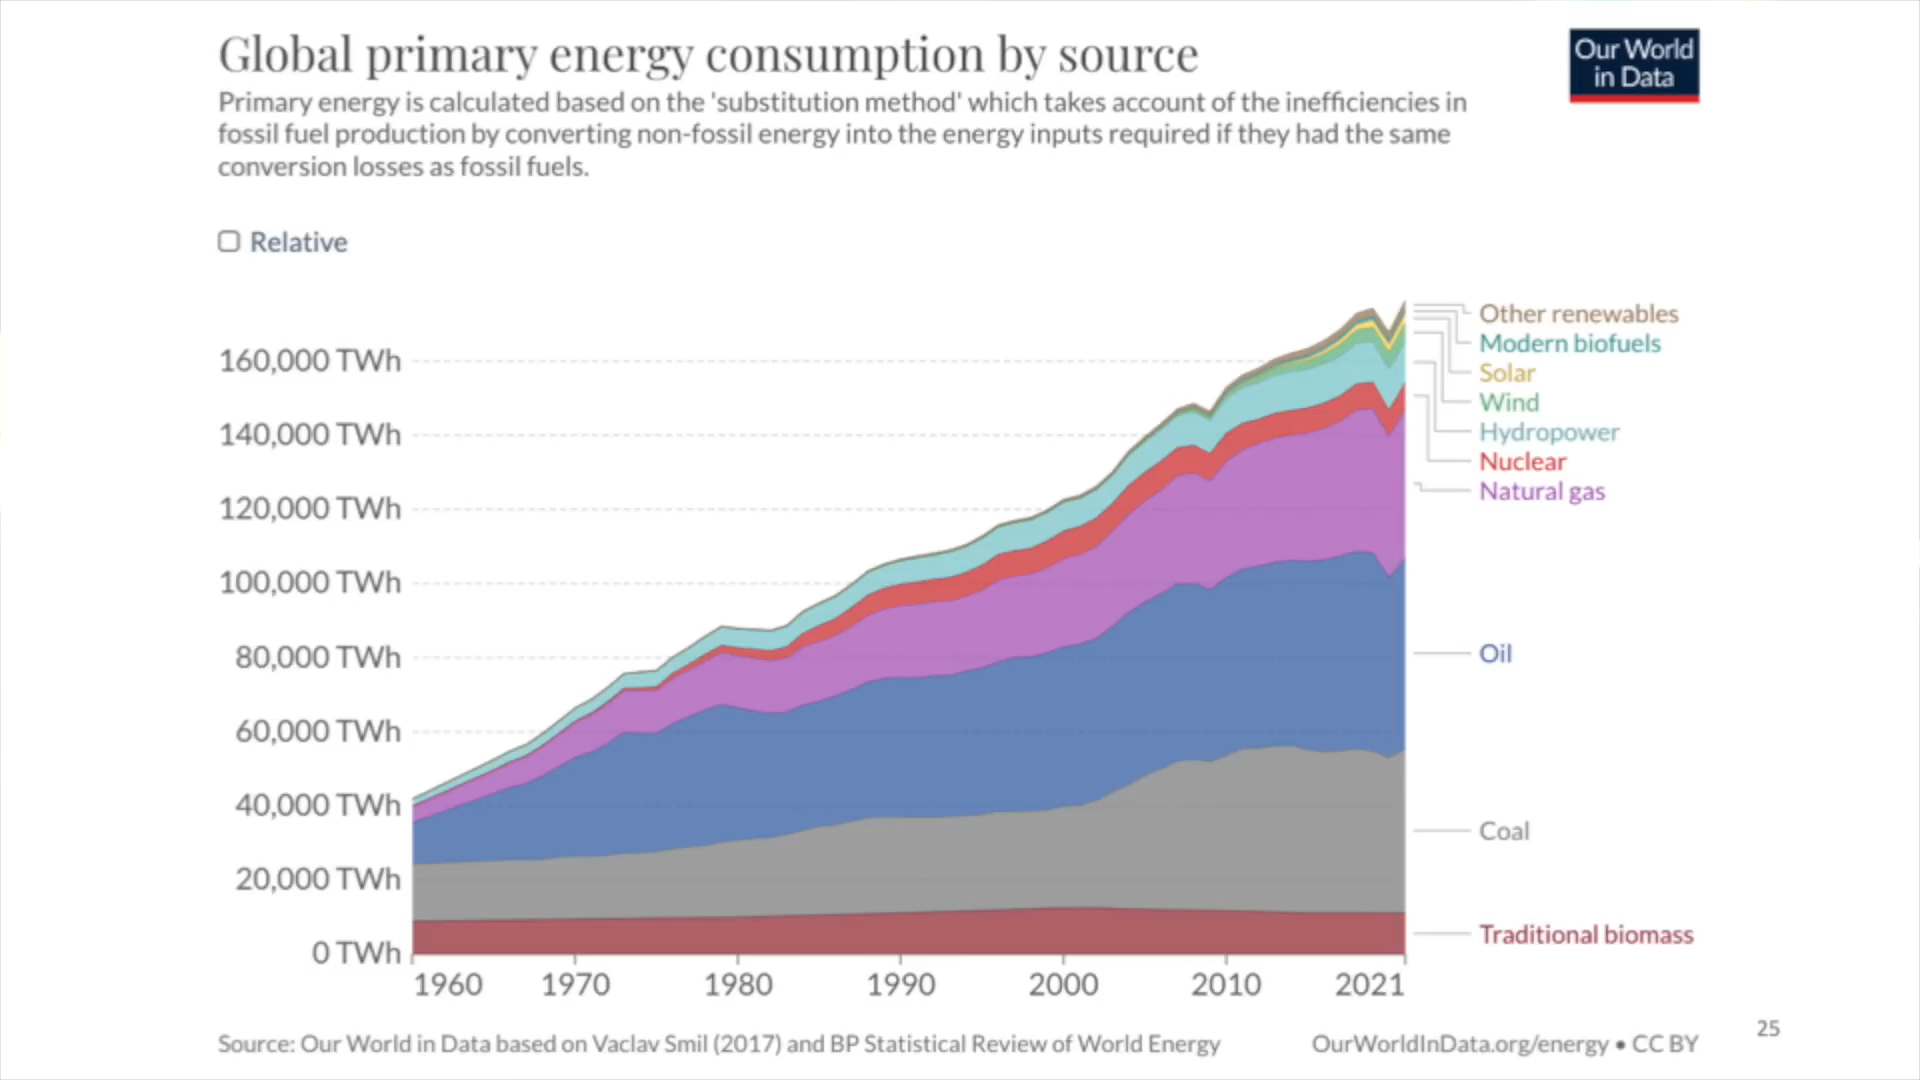 Global primary energy consumption by source
Our World
in Data
Primary energy is calculated based on the 'substitution method' which takes account of the inefficiencies in
fossil fuel production by converting non-fossil energy into the energy inputs required if they had the same
conversion losses as fossil fuels.
Relative
160,000 TWh
140,000 TWh
120,000 TWh
100,000 TWh
80,000 TWh
60,000 TWh
40,000 TWh
20,000 TWh
0 TWh
Other renewables
Modern biofuels
Solar
Wind
Hydropower
Nuclear
Natural gas
Oil
Coal
Traditional biomass
1960 1970 1980 1990 2000 2010 2021
Source: Our World in Data based on Vaclav Smil (2017) and BP Statistical Review of World Energy
OurWorldInData.org/energy • CC BY
25